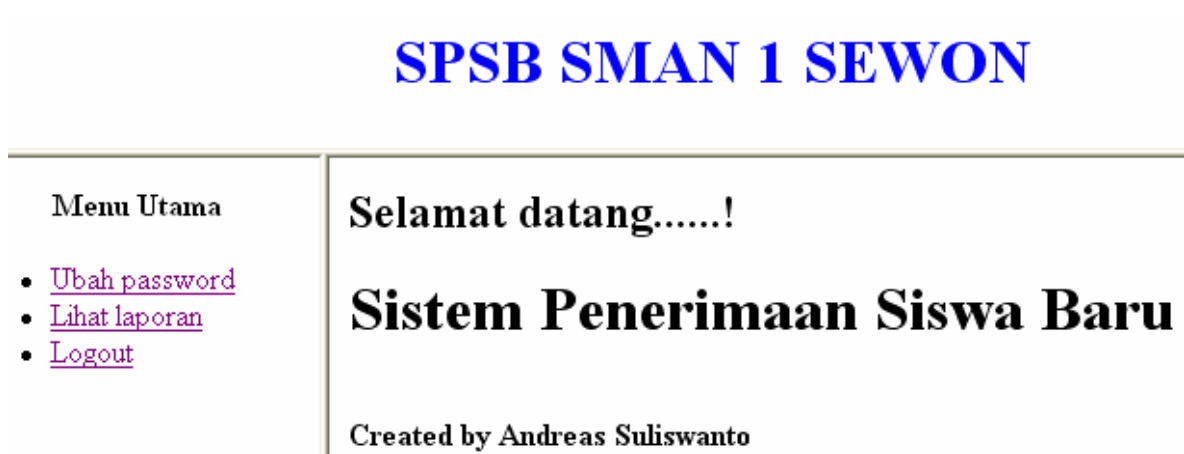 SPSB SMAN 1 SEWON
Menu Utama
Ubah password
Lihat laporan
Logout
Selamat datang......!
Sistem Penerimaan Siswa Baru
Created by Andreas Suliswanto